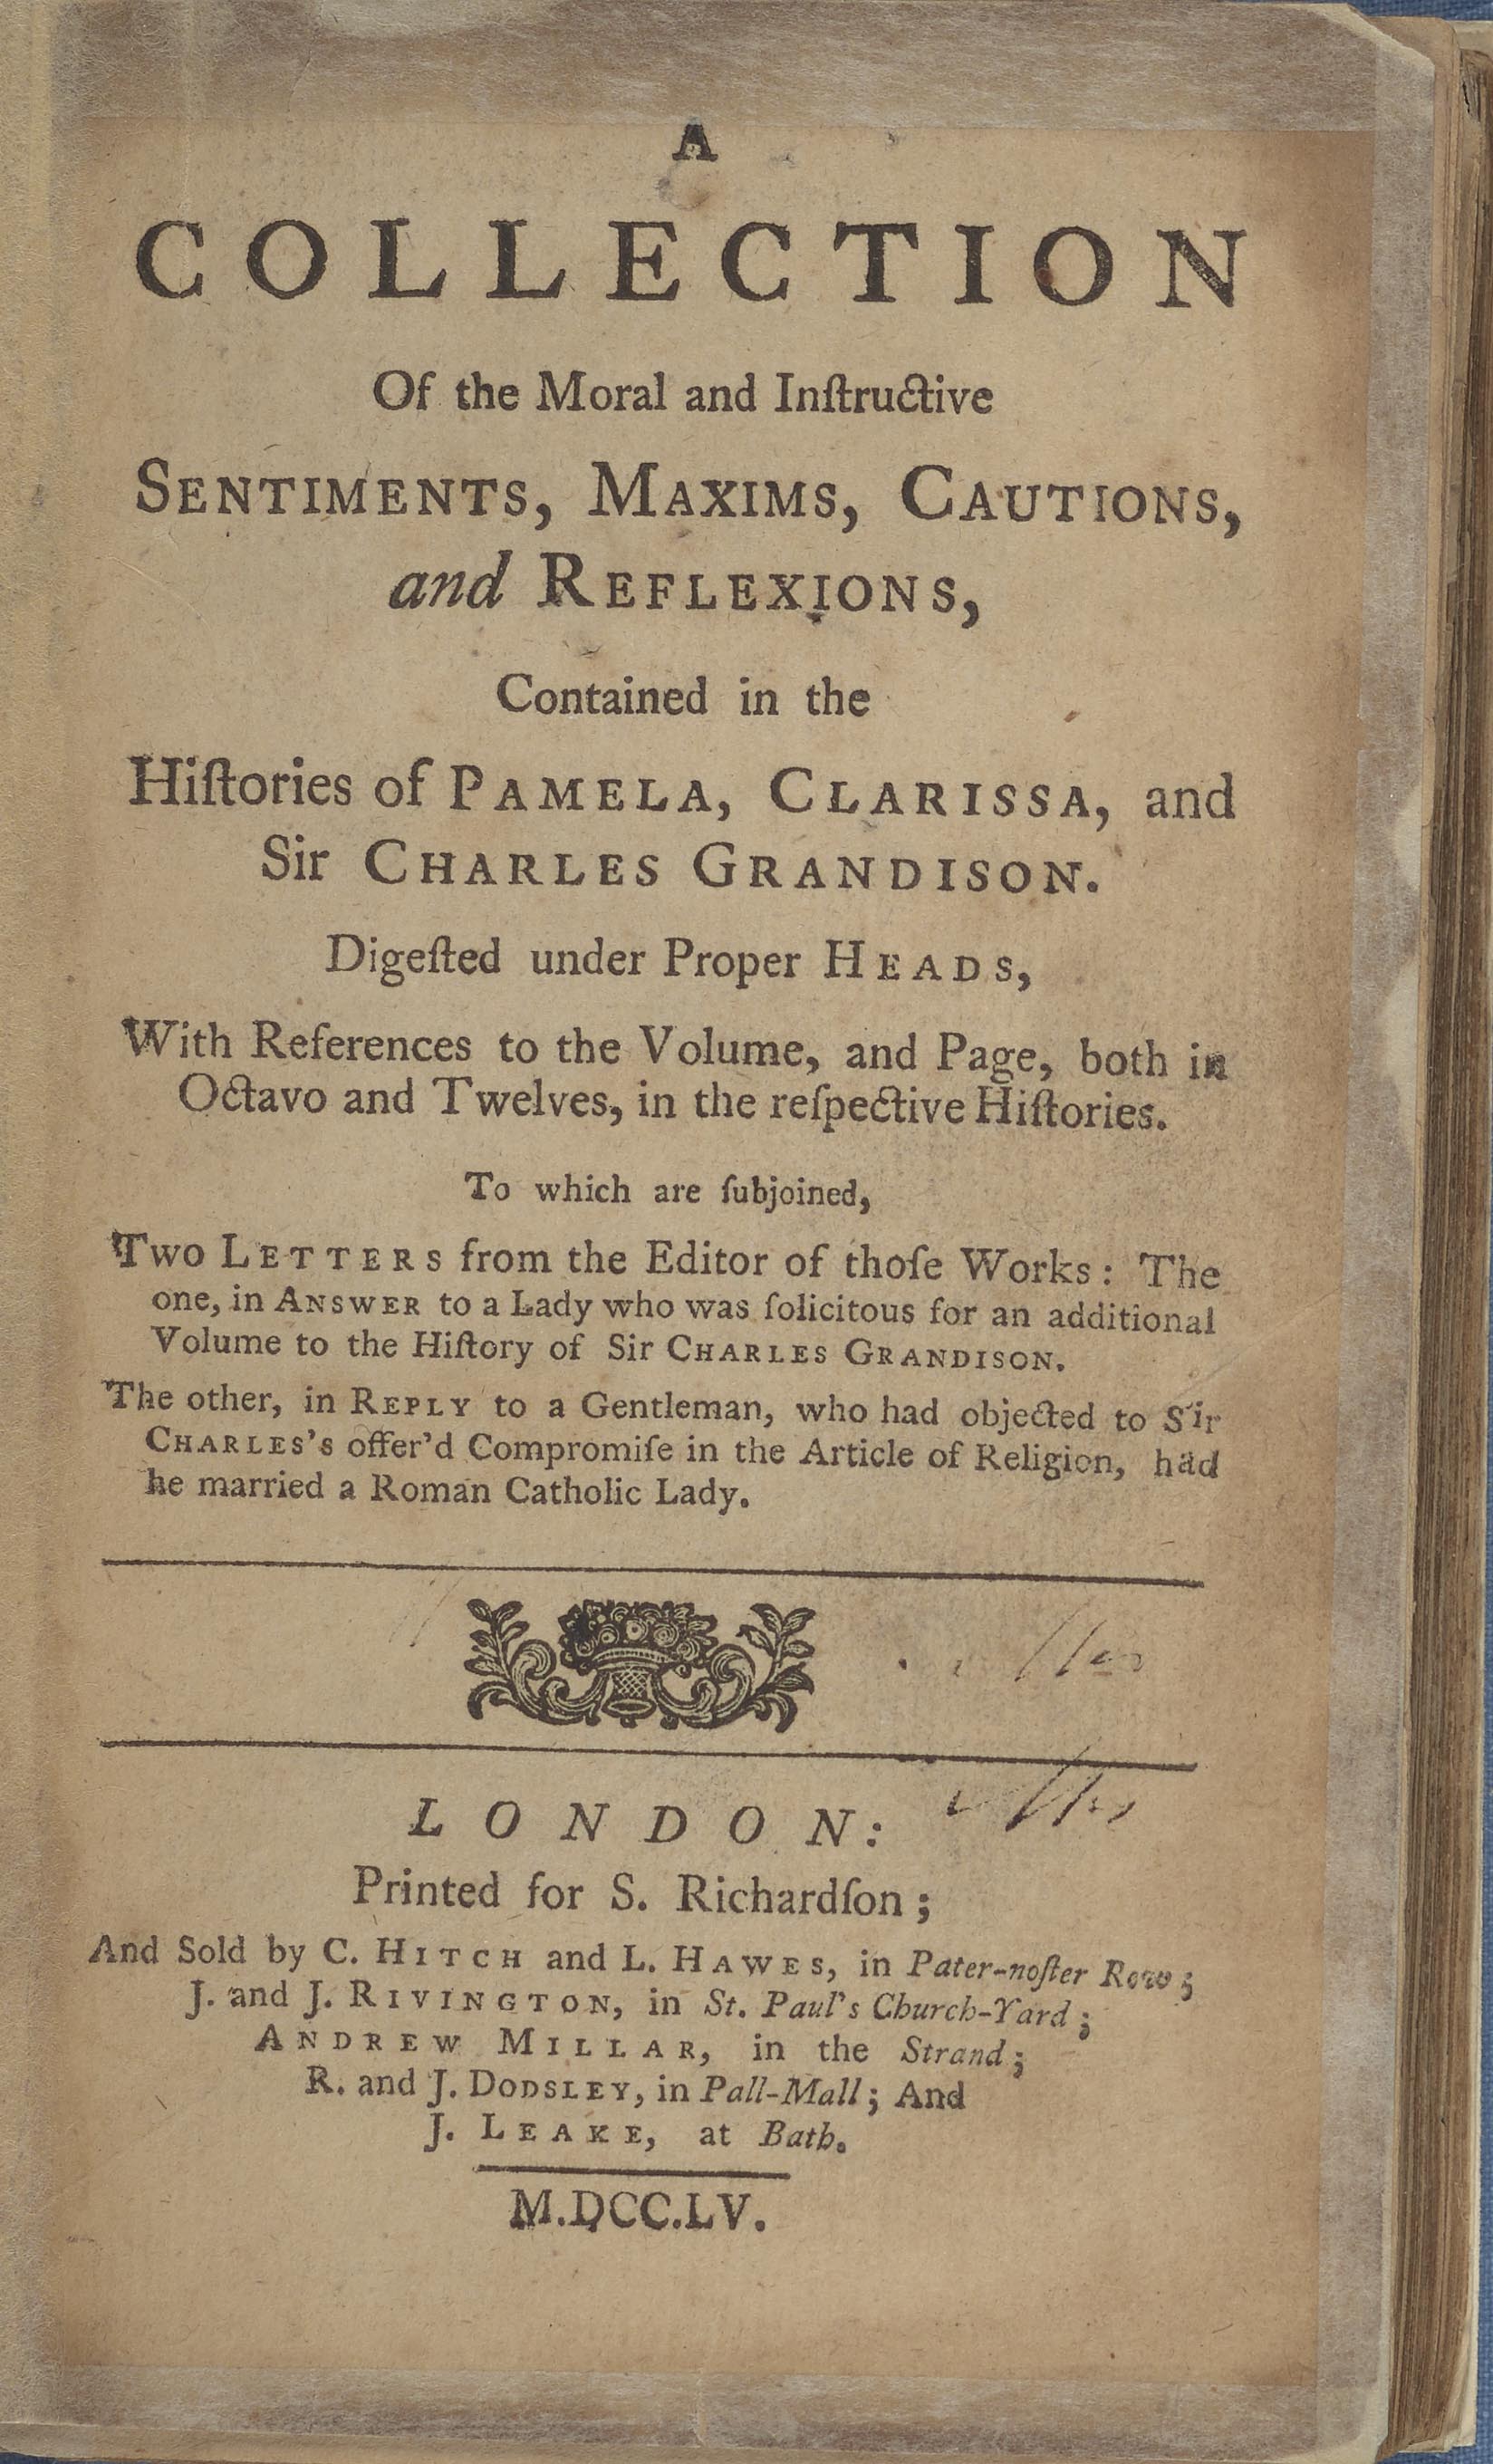 A
COLLECTION
Of the Moral and Inſtructive
SENTIMENTS, MAXIMS, CAUTIONS,
and REFLEXIONS,
Contained in the
Hiſtories of PAMELA, CLARISSA, and
Sir CHARLES GRANDISON.
Digeſted under Proper HEADS,
With References to the Volume, and Page, both in
Octavo and Twelves, in the reſpective Hiſtories.
To which are ſubjoined,
Two LETTERS from the Editor of thoſe Works: The
one, in ANSWER to a Lady who was ſolicitous for an additional
Volume to the Hiſtory of Sir CHARLES GRANDISON.
The other, in REPLY to a Gentleman, who had objected to Sir
CHARLES's offer'd Compromiſe in the Article of Religion, had
he married a Roman Catholic Lady.
LONDON:
Printed for S. Richardſon;
And Sold by C. HITCH and L. HAWES, in Pater-noſter Row;
J. and J. RIVINGTON, in St. Paul's Church-Yard;
ANDREW MILLAR, in the Strand;
R. and J. DODSLEY, in Pall-Mall; And
J. LEAKE, at Bath.
M.DCC.LV.